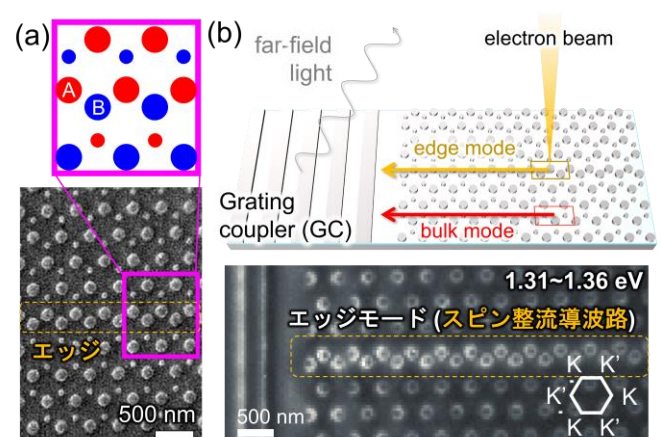 (a)
A
B
エッジ
500 nm
(b)
far-field
light
electron beam
edge mode
Grating
coupler (GC)
bulk mode
1.31~1.36 eV
エッジモード (スピン整流導波路)
K K'
K' K
K K'
500 nm